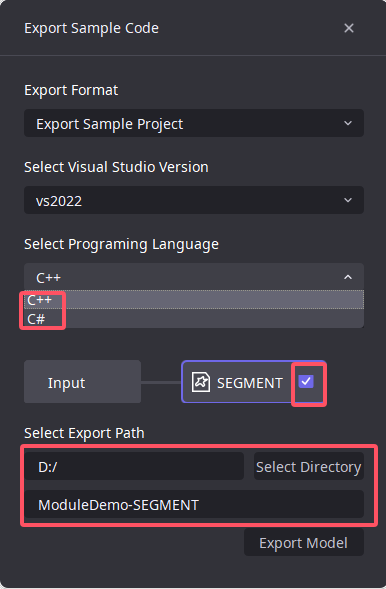 Export Sample Code
Export Format
Export Sample Project
Select Visual Studio Version
vs2022
Select Programing Language
C++
C++
C#
Input
SEGMENT
Select Export Path
D:/
Select Directory
ModuleDemo-SEGMENT
Export Model